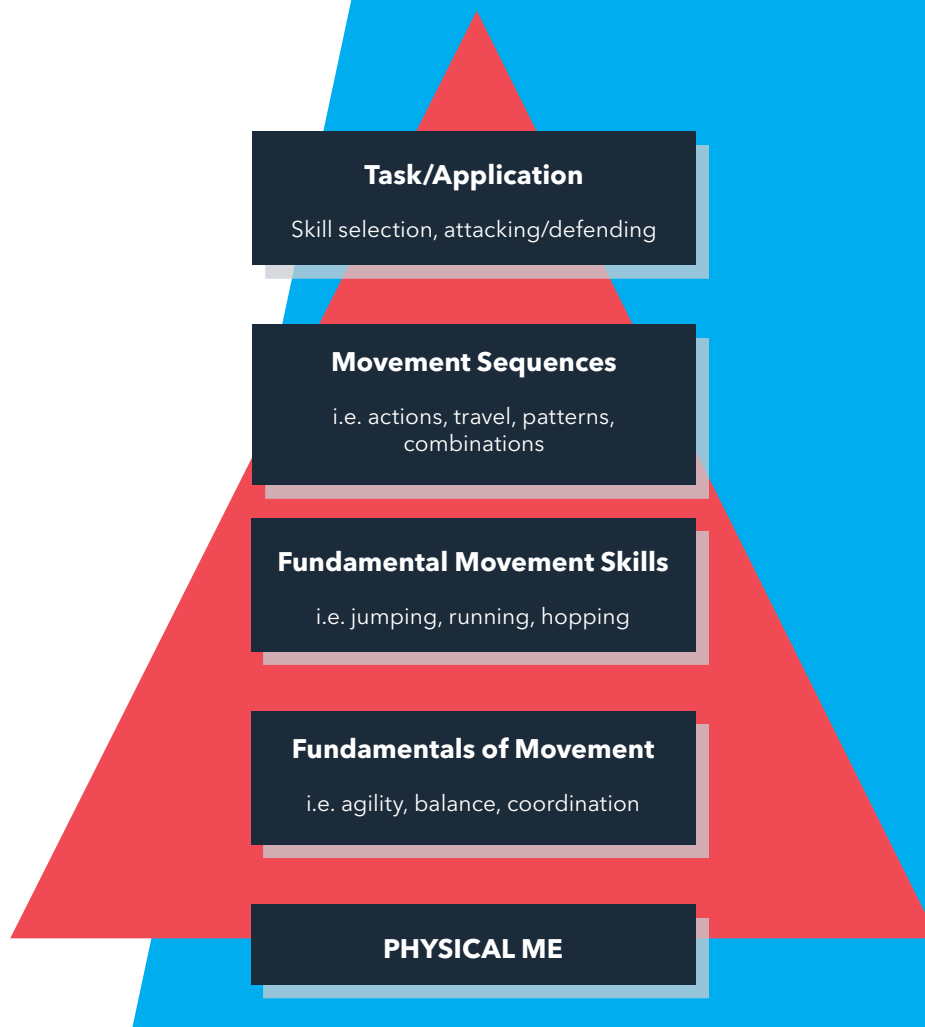 Task/Application
Skill selection, attacking/defending
Movement Sequences
i.e. actions, travel, patterns,
combinations
Fundamental Movement Skills
i.e. jumping, running, hopping
Fundamentals of Movement
i.e. agility, balance, coordination
PHYSICAL ME